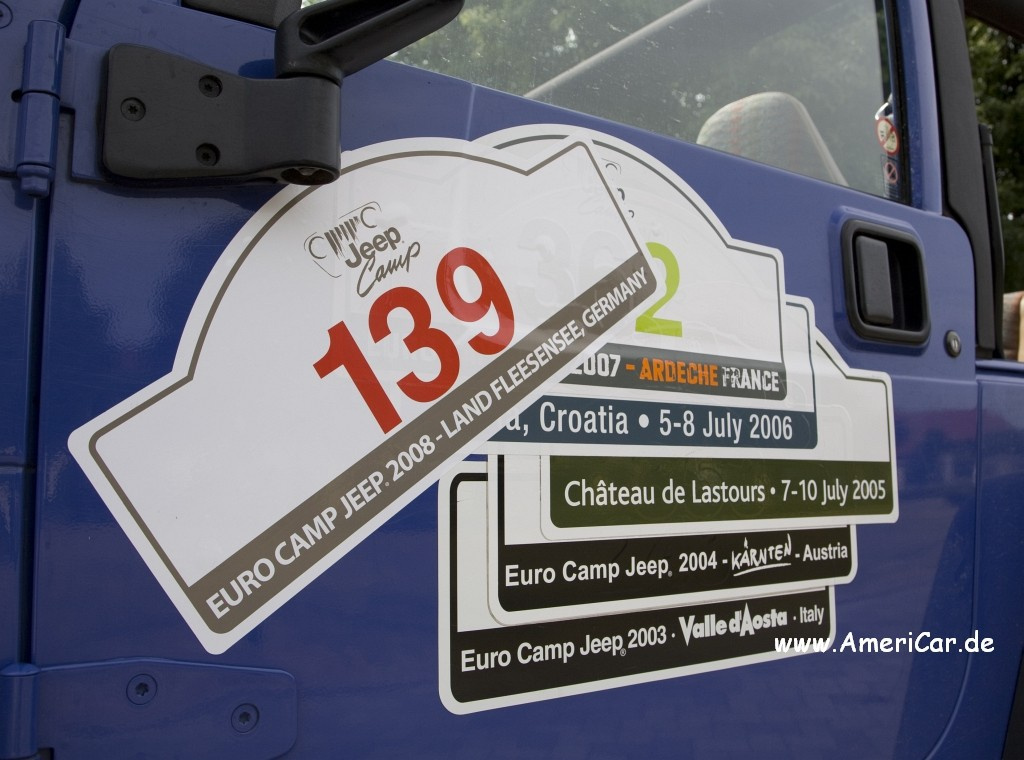 Jeep
Camp
139
EURO CAMP JEEP® 2008 - LAND FLEESENSEE, GERMANY
2
2007 - ARDECHE FRANCE
, Croatia • 5-8 July 2006
Château de Lastours • 7-10 July 2005
Euro Camp Jeep® 2004 - KÄRNTEN - Austria
Euro Camp Jeep® 2003 · Valle d'Aosta · Italy
www.AmeriCar.de